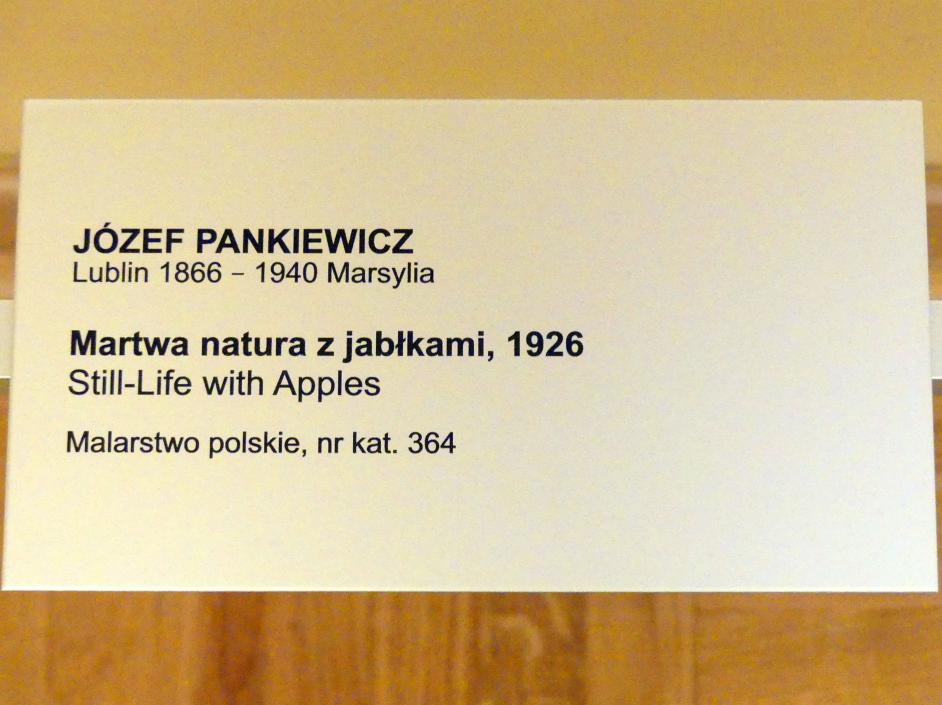 JÓZEF PANKIEWICZ
Lublin 1866 – 1940 Marsylia
Martwa natura z jabłkami, 1926
Still-Life with Apples
Malarstwo polskie, nr kat. 364